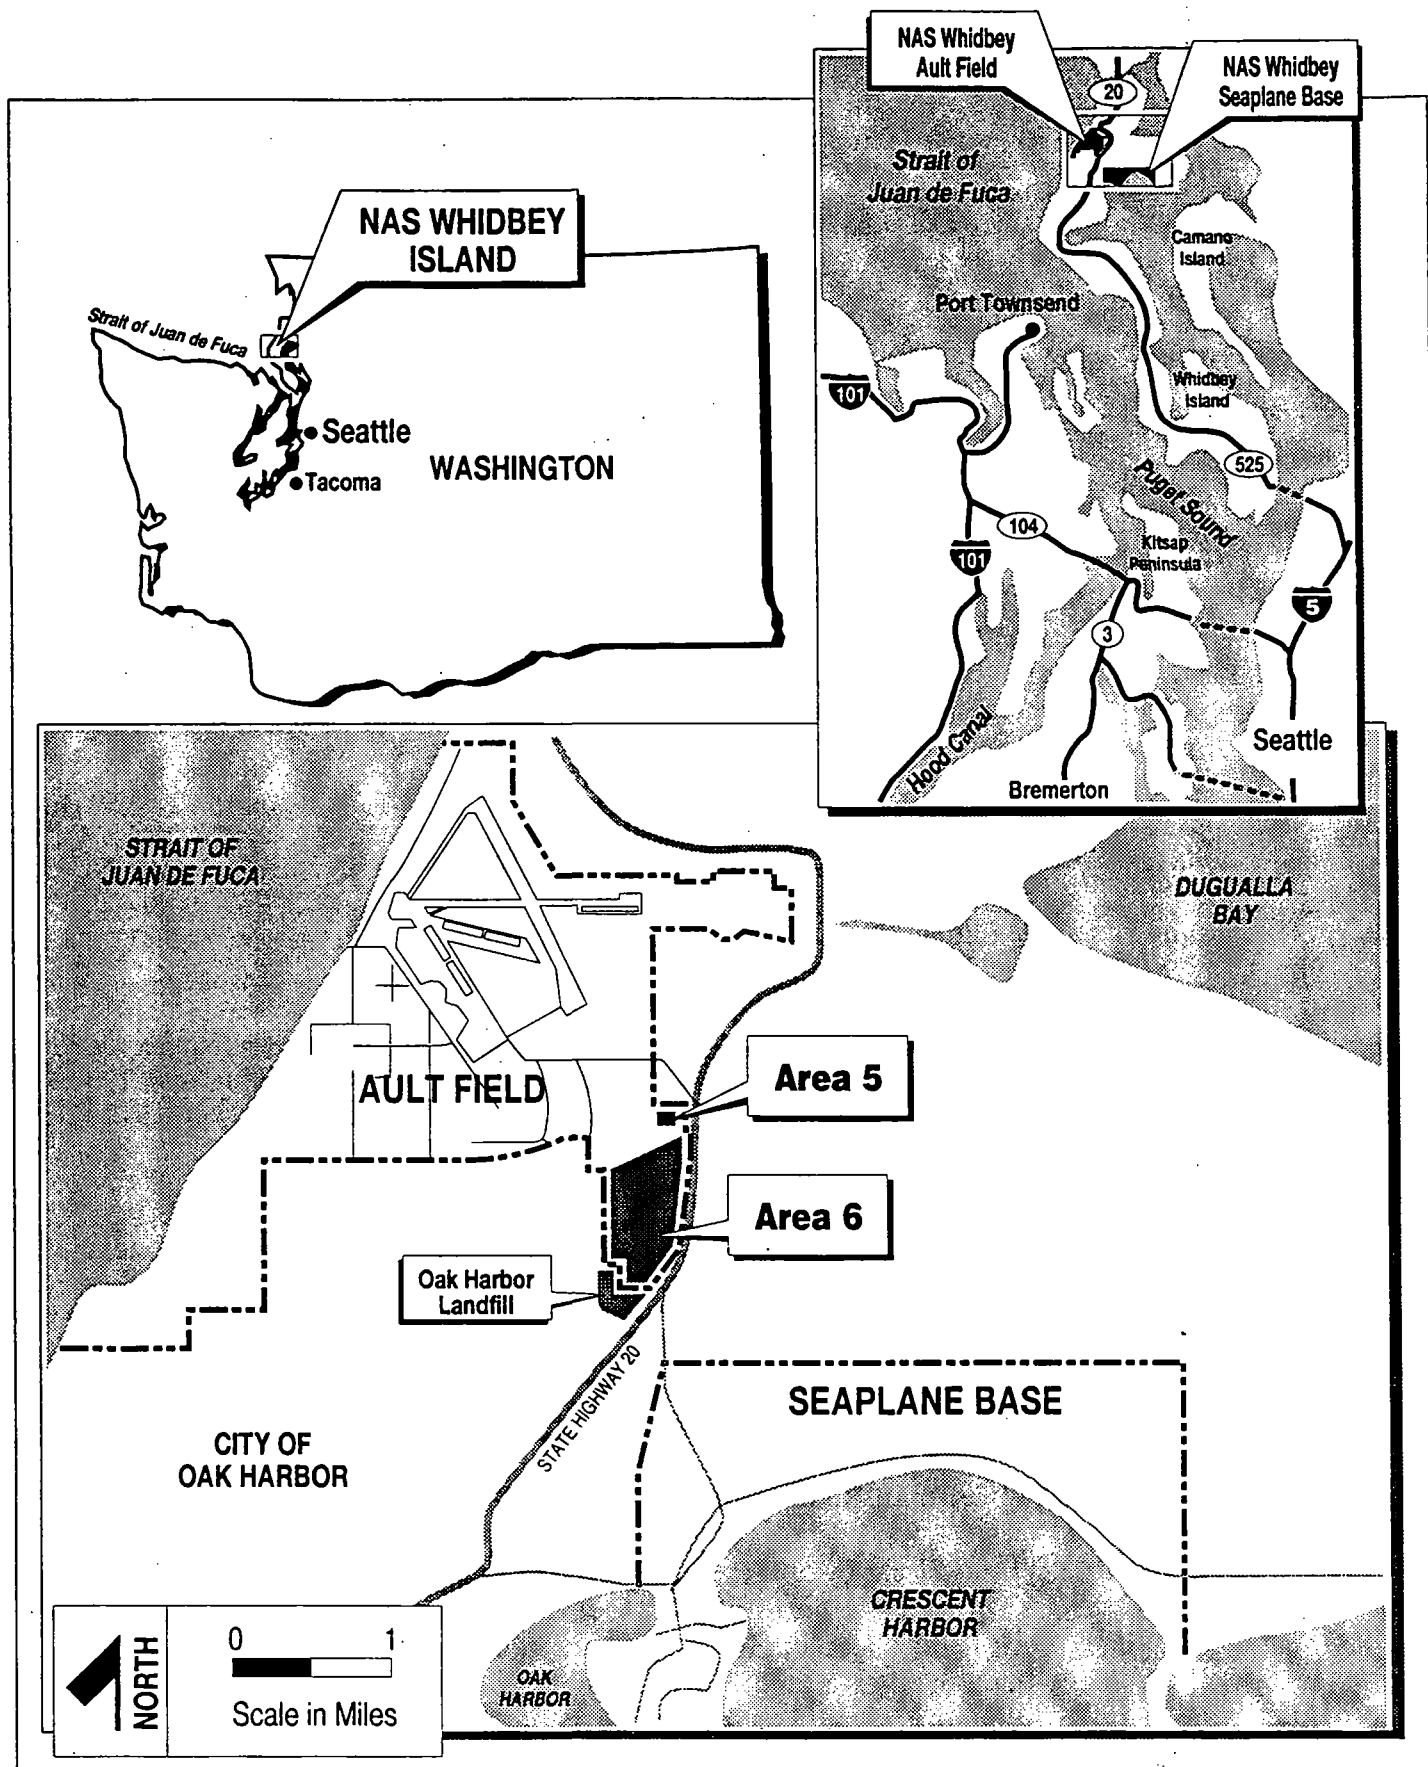 NAS Whidbey
Ault Field
NAS Whidbey
Seaplane Base
20
Strait of
Juan de Fuca
Camano
Island
Port Townsend
Whidbey
Island
101
525
Puget Sound
104
Kitsap
Peninsula
101
5
3
Hood Canal
Seattle
Bremerton
NAS WHIDBEY
ISLAND
Strait of Juan de Fuca
Seattle
Tacoma
WASHINGTON
STRAIT OF
JUAN DE FUCA
DUGUALLA
BAY
AULT FIELD
Area 5
Area 6
Oak Harbor
Landfill
STATE HIGHWAY 20
SEAPLANE BASE
CITY OF
OAK HARBOR
CRESCENT
HARBOR
OAK
HARBOR
NORTH
0 1
Scale in Miles